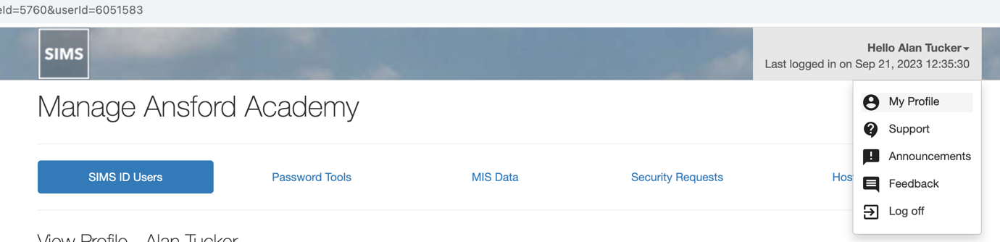 eId=5760&userId=6051583
SIMS
Hello Alan Tucker
Last logged in on Sep 21, 2023 12:35:30
Manage Ansford Academy
My Profile
Support
Announcements
Feedback
Log off
SIMS ID Users
Password Tools
MIS Data
Security Requests
Hos
View Profile - Alan Tucker